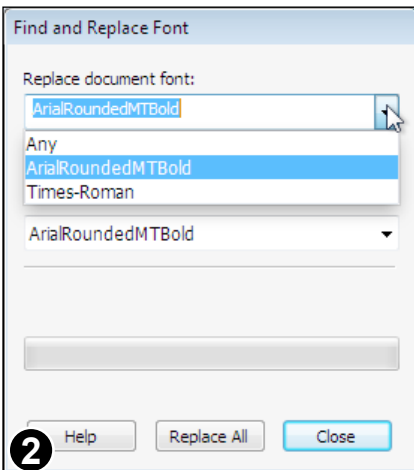 Find and Replace Font
Replace document font:
ArialRoundedMTBold
Any
ArialRoundedMTBold
Times-Roman
ArialRoundedMTBold
Help Replace All Close
2